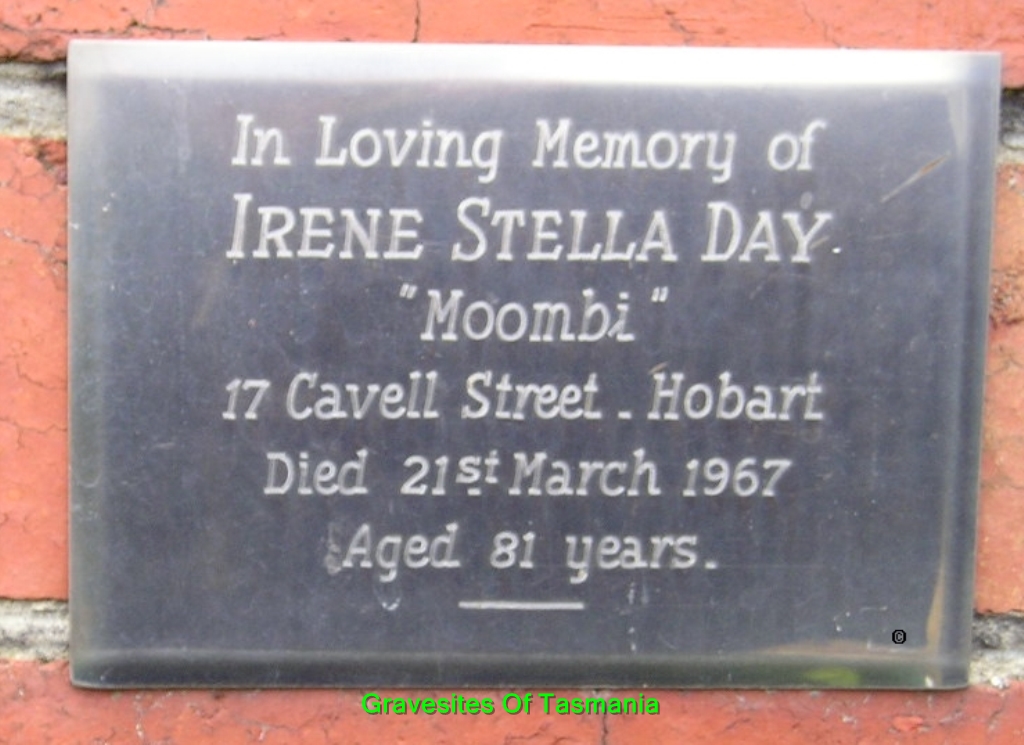 In Loving Memory of
IRENE STELLA DAY.
"Moombi"
17 Cavell Street. Hobart
Died 21st March 1967
Aged 81 years.
©
Gravesites Of Tasmania